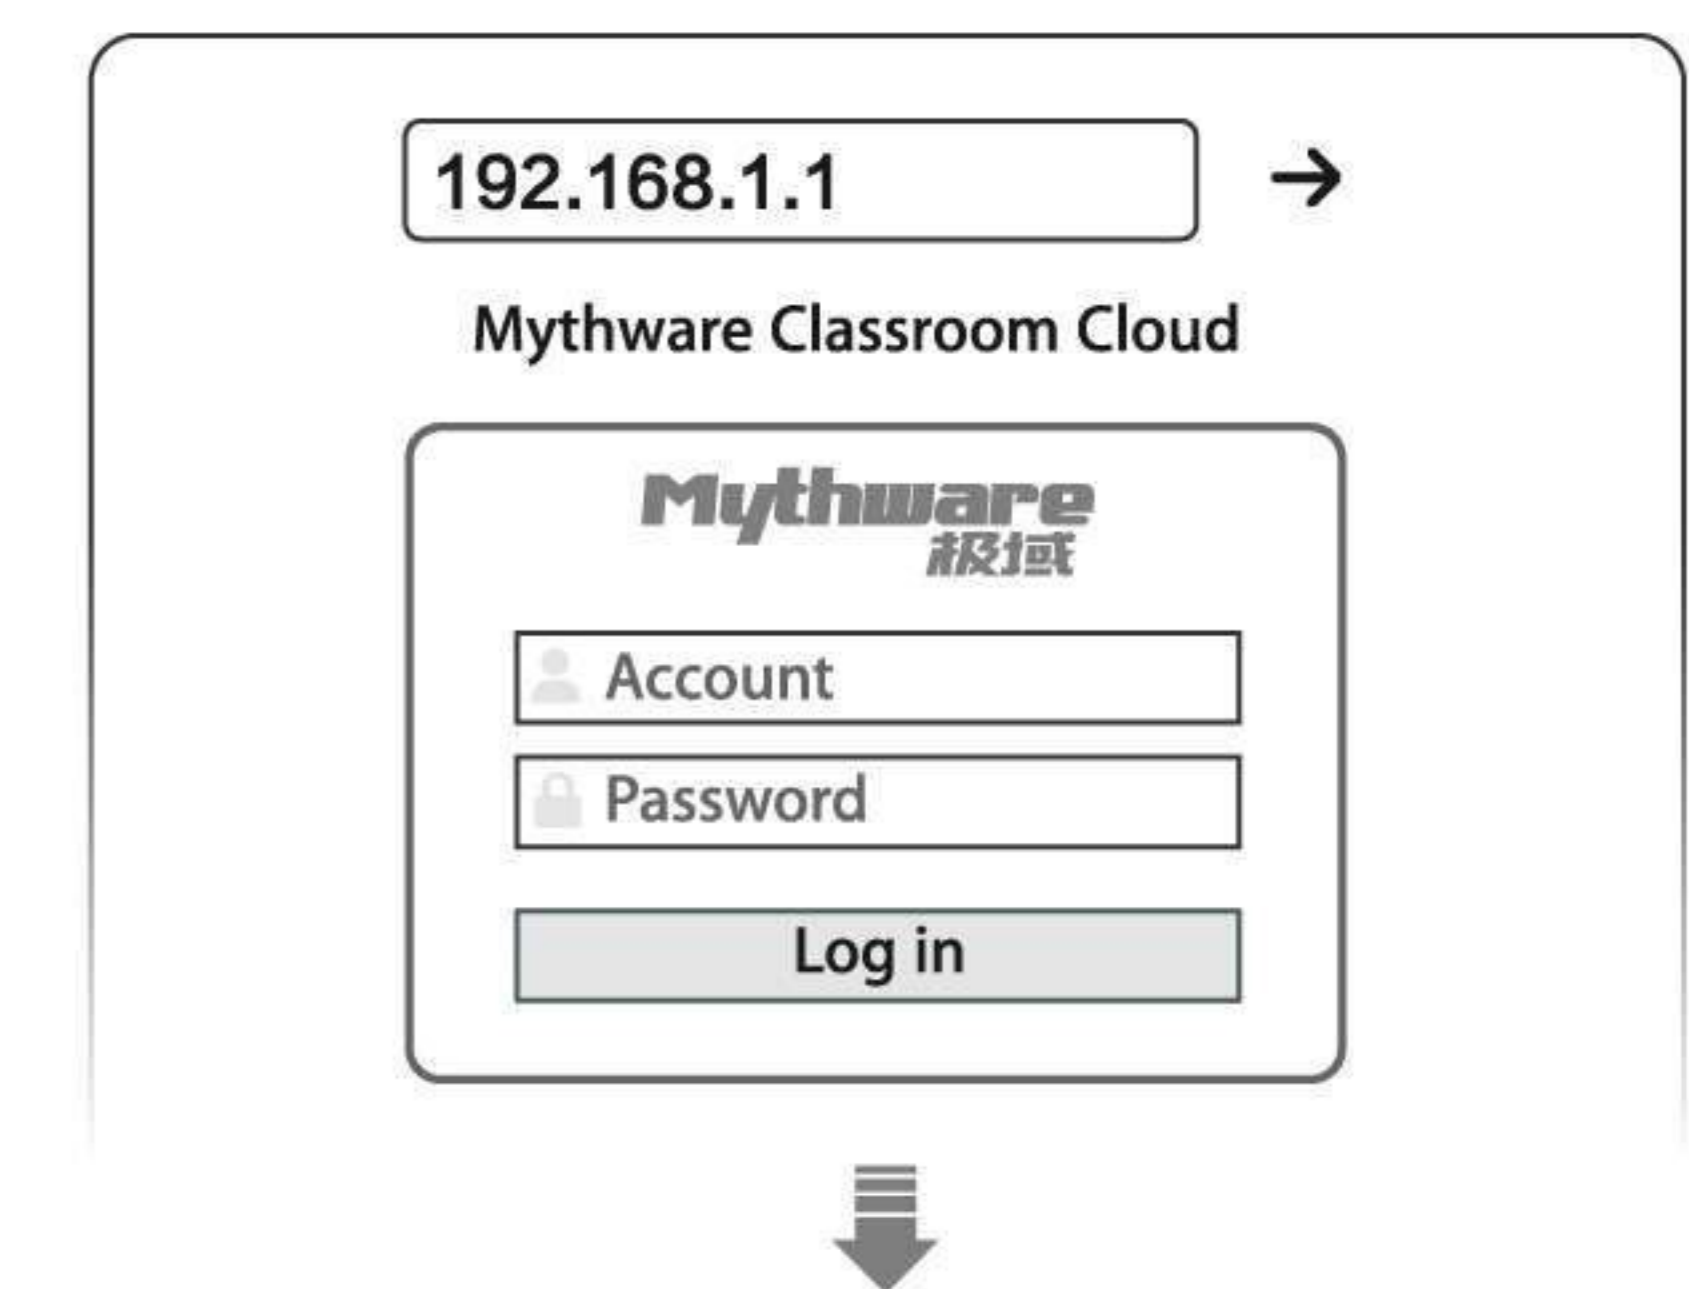 192.168.1.1
Mythware Classroom Cloud
Mythware
极域
Account
Password
Log in